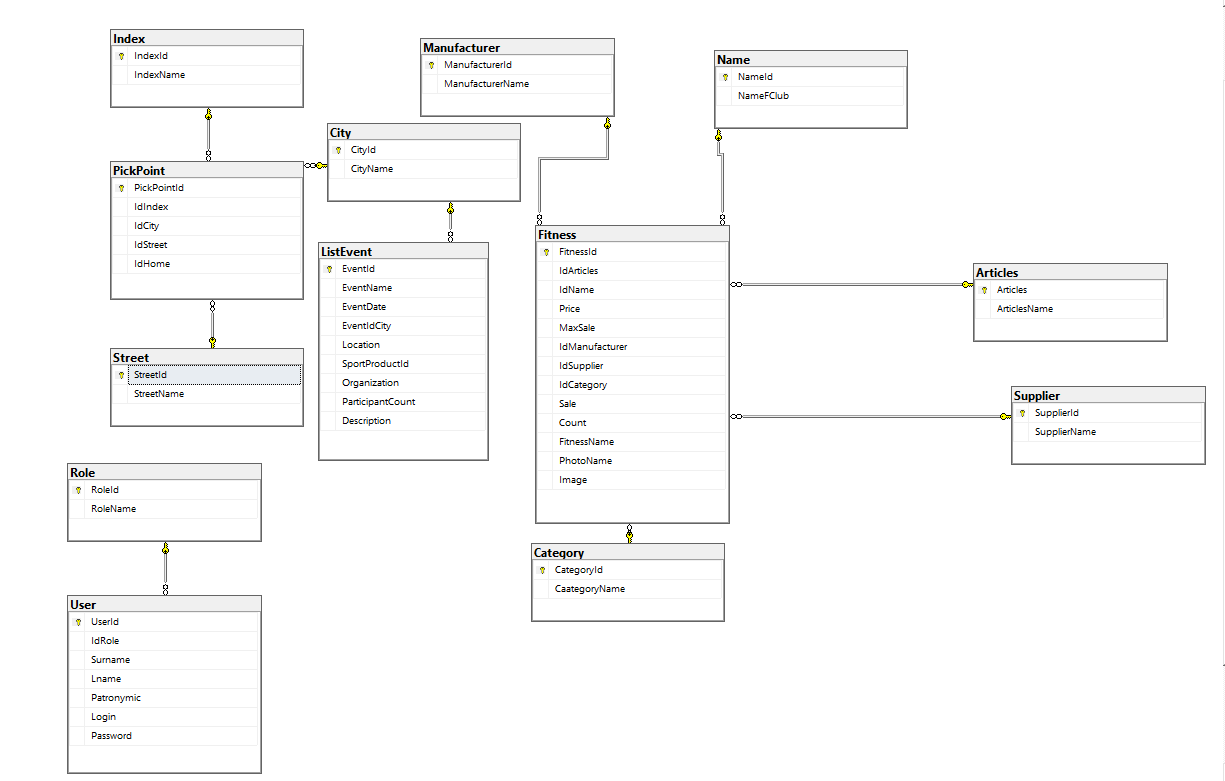 Index
IndexId
IndexName
Manufacturer
ManufacturerId
ManufacturerName
Name
NameId
NameFClub
City
CityId
CityName
PickPoint
PickPointId
IdIndex
IdCity
IdStreet
IdHome
ListEvent
EventId
EventName
EventDate
EventIdCity
Location
SportProductId
Organization
ParticipantCount
Description
Fitness
FitnessId
IdArticles
IdName
Price
MaxSale
IdManufacturer
IdSupplier
IdCategory
Sale
Count
FitnessName
PhotoName
Image
Articles
Articles
ArticlesName
Street
StreetId
StreetName
Supplier
SupplierId
SupplierName
Role
RoleId
RoleName
Category
CategoryId
CaategoryName
User
UserId
IdRole
Surname
Lname
Patronymic
Login
Password